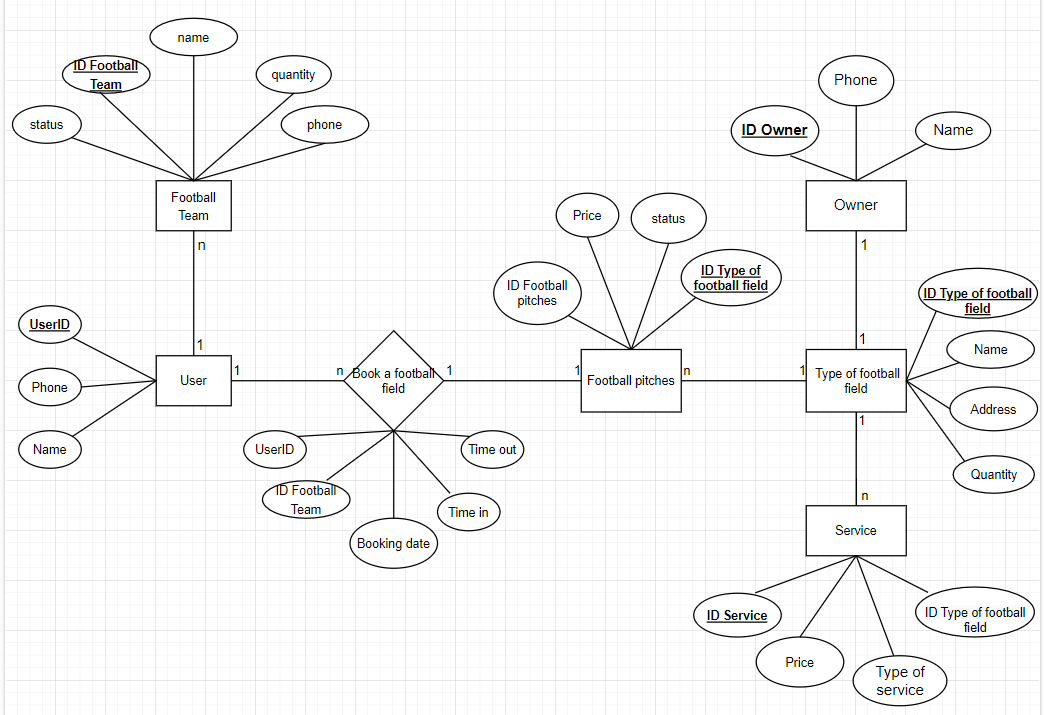 name
ID Football
Team
quantity
status
phone
Football
Team
n
1
UserID
Phone
Name
User
1
n
Book a football
field
1
1
UserID
ID Football
Team
Booking date
Time in
Time out
Price
status
ID Football
pitches
ID Type of
football field
Football pitches
n
1
Phone
ID Owner
Name
Owner
1
1
Type of football
field
ID Type of football
field
Name
Address
Quantity
1
n
Service
ID Service
Price
Type of
service
ID Type of football
field